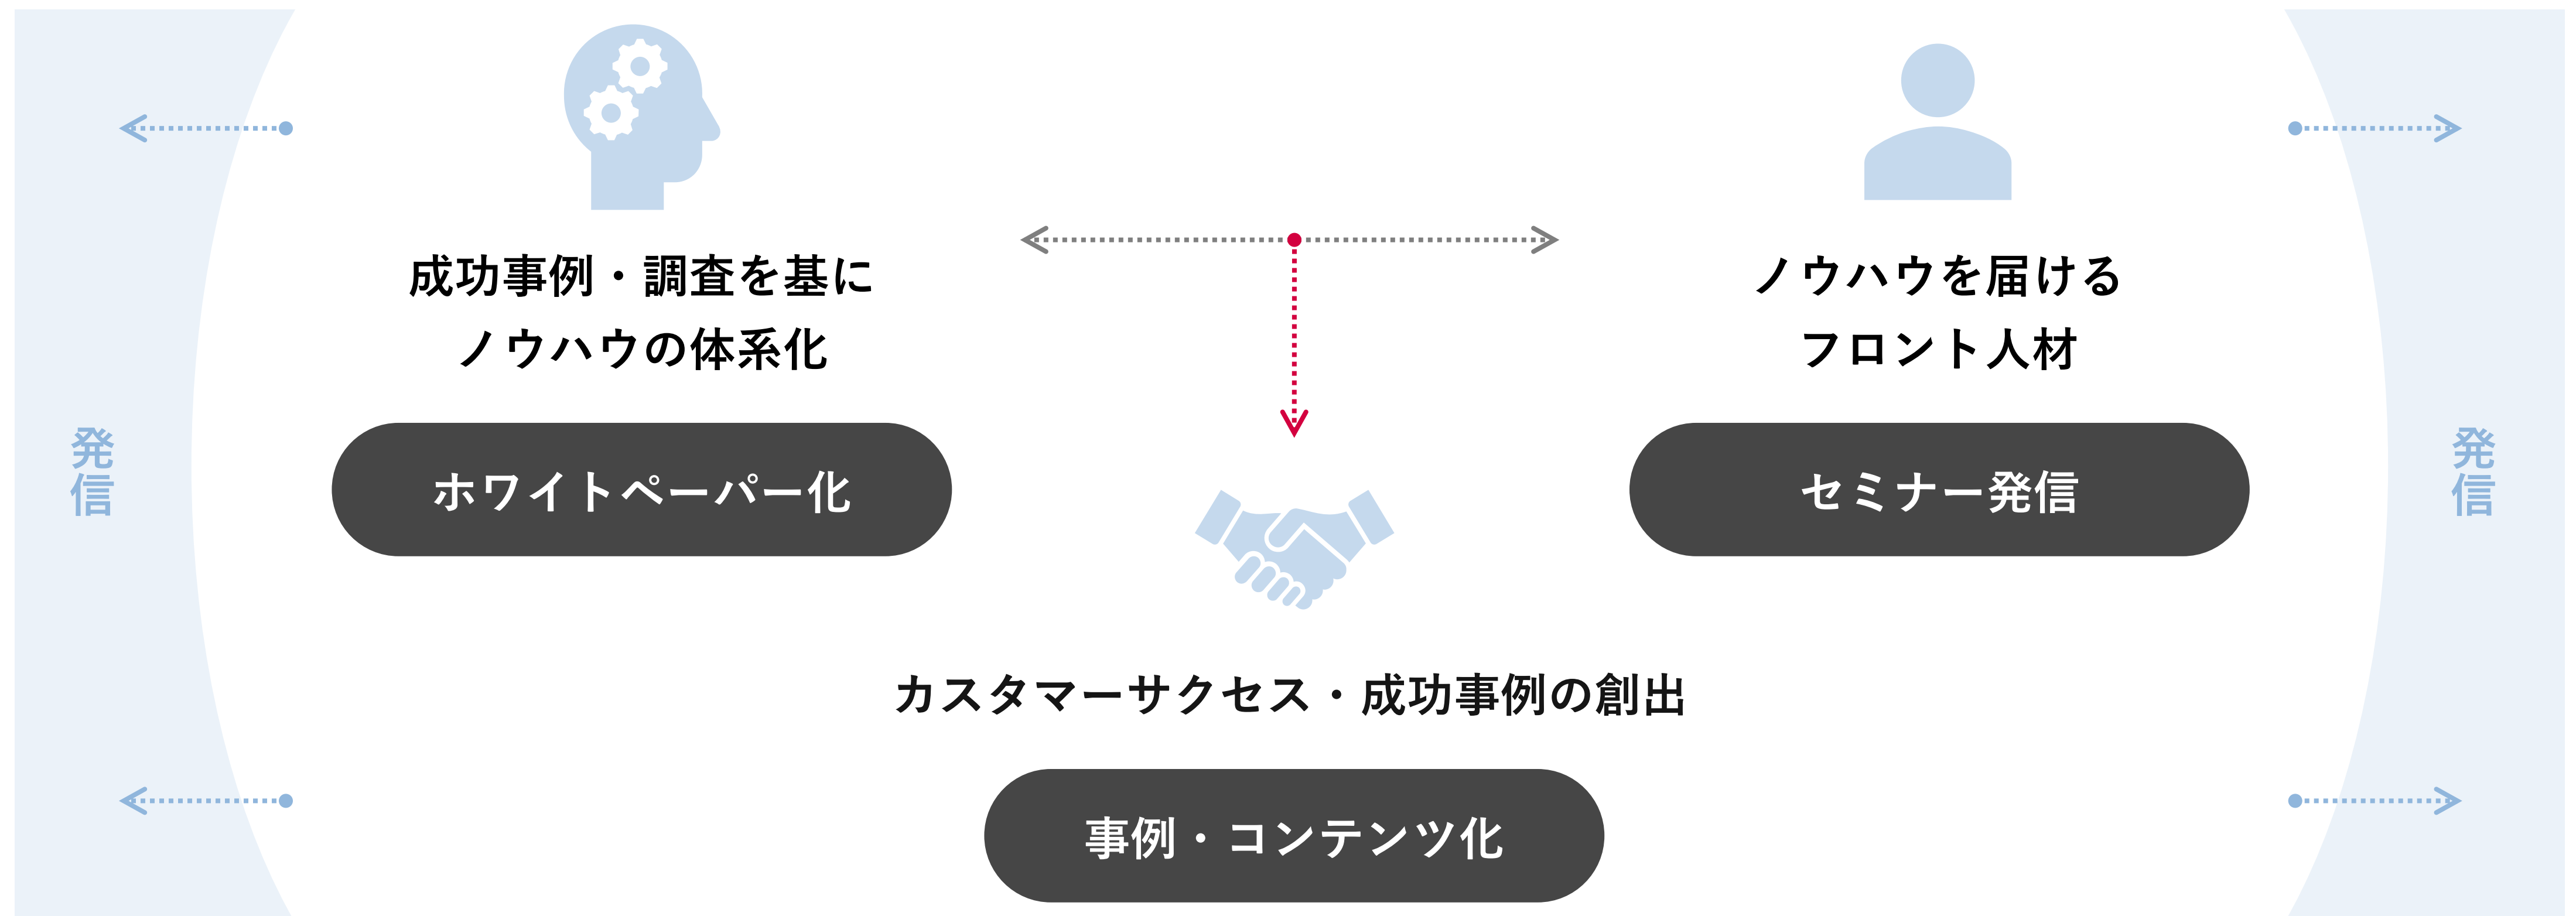 成功事例・調査を基に
ノウハウの体系化
ホワイトペーパー化
ノウハウを届ける
フロント人材
セミナー発信
発信
発信
カスタマーサクセス・成功事例の創出
事例・コンテンツ化